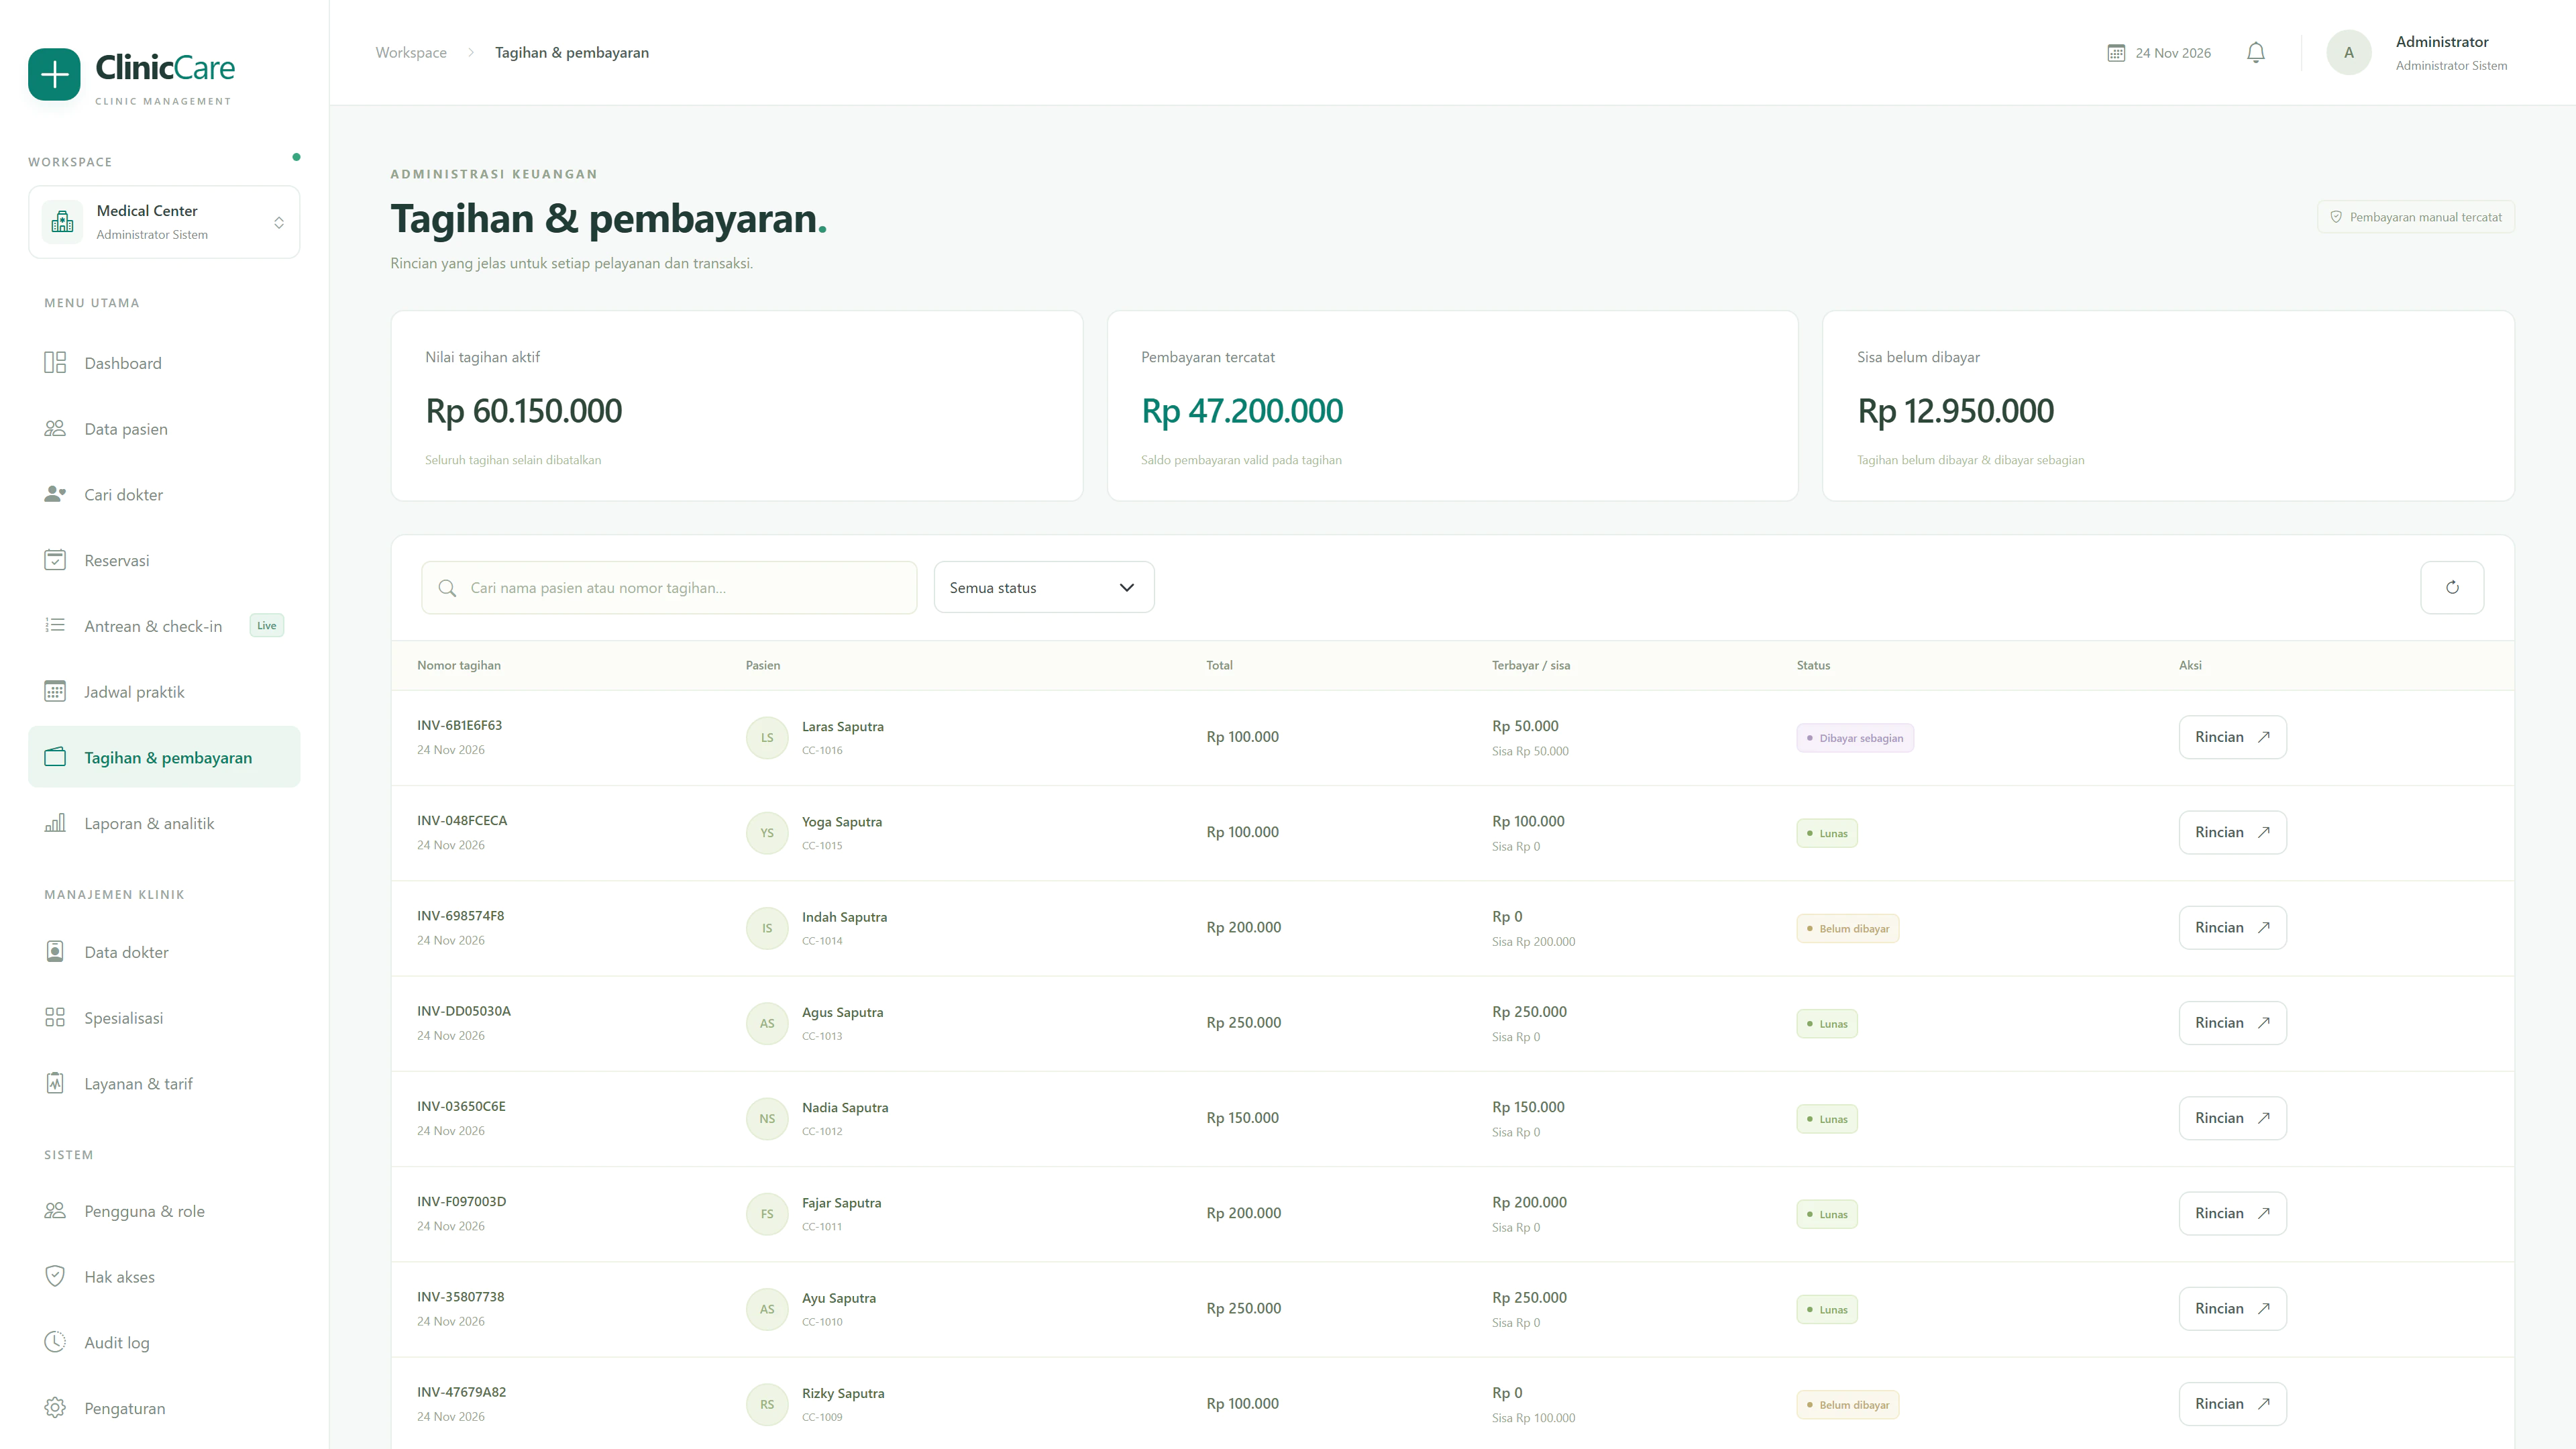 ClinicCare
CLINIC MANAGEMENT
WORKSPACE
Medical Center
Administrator Sistem
MENU UTAMA
Dashboard
Data pasien
Cari dokter
Reservasi
Antrean & check-in
Live
Jadwal praktik
Tagihan & pembayaran
Laporan & analitik
MANAJEMEN KLINIK
Data dokter
Spesialisasi
Layanan & tarif
SISTEM
Pengguna & role
Hak akses
Audit log
Pengaturan
Workspace
Tagihan & pembayaran
24 Nov 2026
A
Administrator
Administrator Sistem
ADMINISTRASI KEUANGAN
Tagihan & pembayaran.
Rincian yang jelas untuk setiap pelayanan dan transaksi.
Pembayaran manual tercatat
Nilai tagihan aktif
Rp 60.150.000
Seluruh tagihan selain dibatalkan
Pembayaran tercatat
Rp 47.200.000
Saldo pembayaran valid pada tagihan
Sisa belum dibayar
Rp 12.950.000
Tagihan belum dibayar & dibayar sebagian
Cari nama pasien atau nomor tagihan...
Semua status
Nomor tagihan Pasien Total Terbayar / sisa Status Aksi
INV-6B1E6F63
24 Nov 2026
LS
Laras Saputra
CC-1016
Rp 100.000
Rp 50.000
Sisa Rp 50.000
Dibayar sebagian
Rincian
INV-048FCECA
24 Nov 2026
YS
Yoga Saputra
CC-1015
Rp 100.000
Rp 100.000
Sisa Rp 0
Lunas
Rincian
INV-698574F8
24 Nov 2026
IS
Indah Saputra
CC-1014
Rp 200.000
Rp 0
Sisa Rp 200.000
Belum dibayar
Rincian
INV-DD05030A
24 Nov 2026
AS
Agus Saputra
CC-1013
Rp 250.000
Rp 250.000
Sisa Rp 0
Lunas
Rincian
INV-03650C6E
24 Nov 2026
NS
Nadia Saputra
CC-1012
Rp 150.000
Rp 150.000
Sisa Rp 0
Lunas
Rincian
INV-F097003D
24 Nov 2026
FS
Fajar Saputra
CC-1011
Rp 200.000
Rp 200.000
Sisa Rp 0
Lunas
Rincian
INV-35807738
24 Nov 2026
AS
Ayu Saputra
CC-1010
Rp 250.000
Rp 250.000
Sisa Rp 0
Lunas
Rincian
INV-47679A82
24 Nov 2026
RS
Rizky Saputra
CC-1009
Rp 100.000
Rp 0
Sisa Rp 100.000
Belum dibayar
Rincian